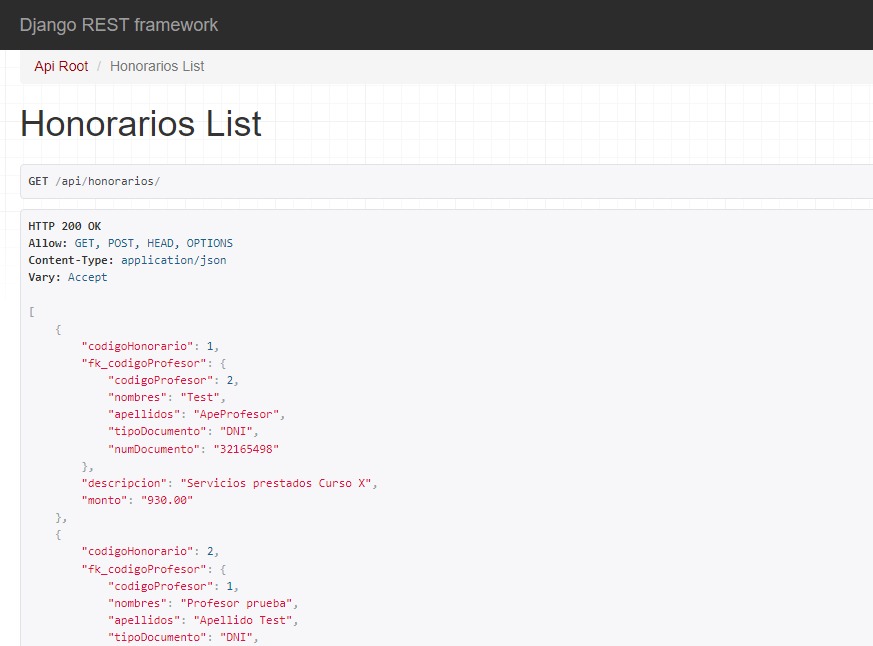 Django REST framework
Api Root / Honorarios List
Honorarios List
GET /api/honorarios/
HTTP 200 OK
Allow: GET, POST, HEAD, OPTIONS
Content-Type: application/json
Vary: Accept
[
    {
        "codigoHonorario": 1,
        "fk_codigoProfesor": {
            "codigoProfesor": 2,
            "nombres": "Test",
            "apellidos": "ApeProfesor",
            "tipoDocumento": "DNI",
            "numDocumento": "32165498"
        },
        "descripcion": "Servicios prestados Curso X",
        "monto": "930.00"
    },
    {
        "codigoHonorario": 2,
        "fk_codigoProfesor": {
            "codigoProfesor": 1,
            "nombres": "Profesor prueba",
            "apellidos": "Apellido Test",
            "tipoDocumento": "DNI",